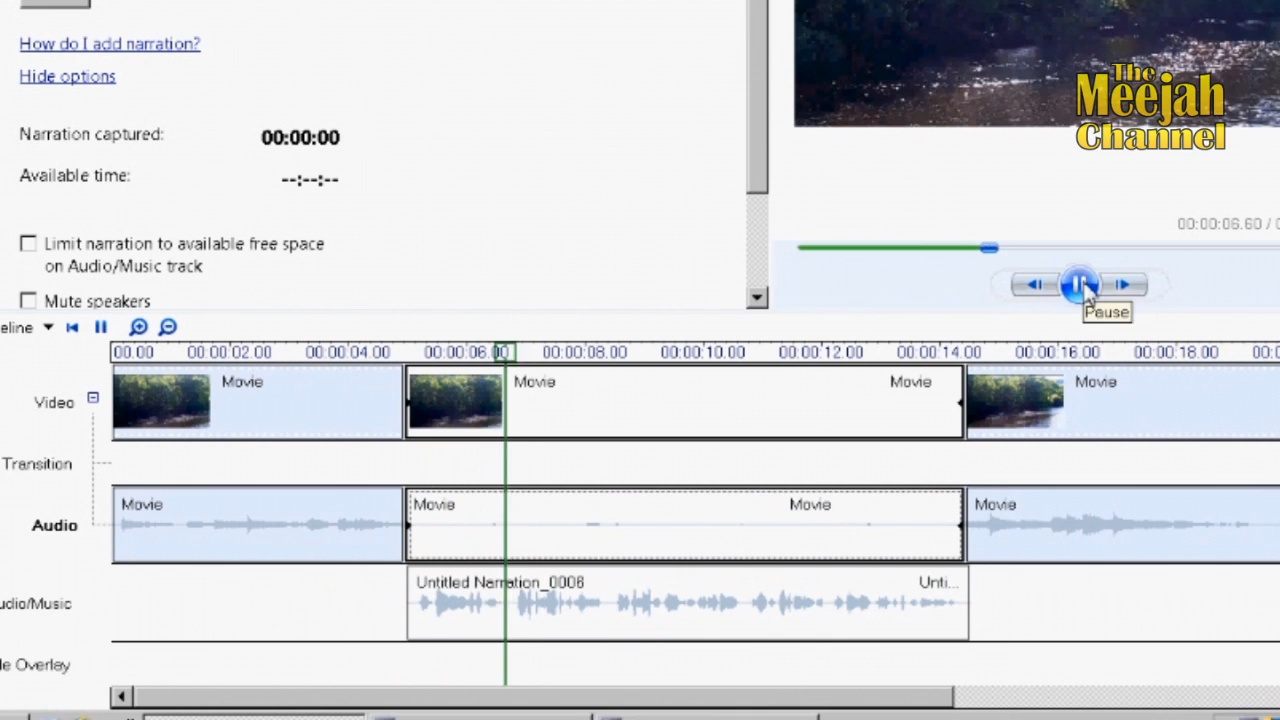 How do I add narration?
Hide options
Narration captured: 00:00:00
Available time: --:--:--
Limit narration to available free space
on Audio/Music track
Mute speakers
The
Meejah
Channel
00:00:06.60 / 0
Pause
eline
00.00 00:00:02.00 00:00:04.00 00:00:06.00 00:00:08.00 00:00:10.00 00:00:12.00 00:00:14.00 00:00:16.00 00:00:18.00 00:0
Video Movie Movie Movie Movie
Transition
Audio Movie Movie Movie Movie
udio/Music Untitled Narration_0006 Unti...
le Overlay